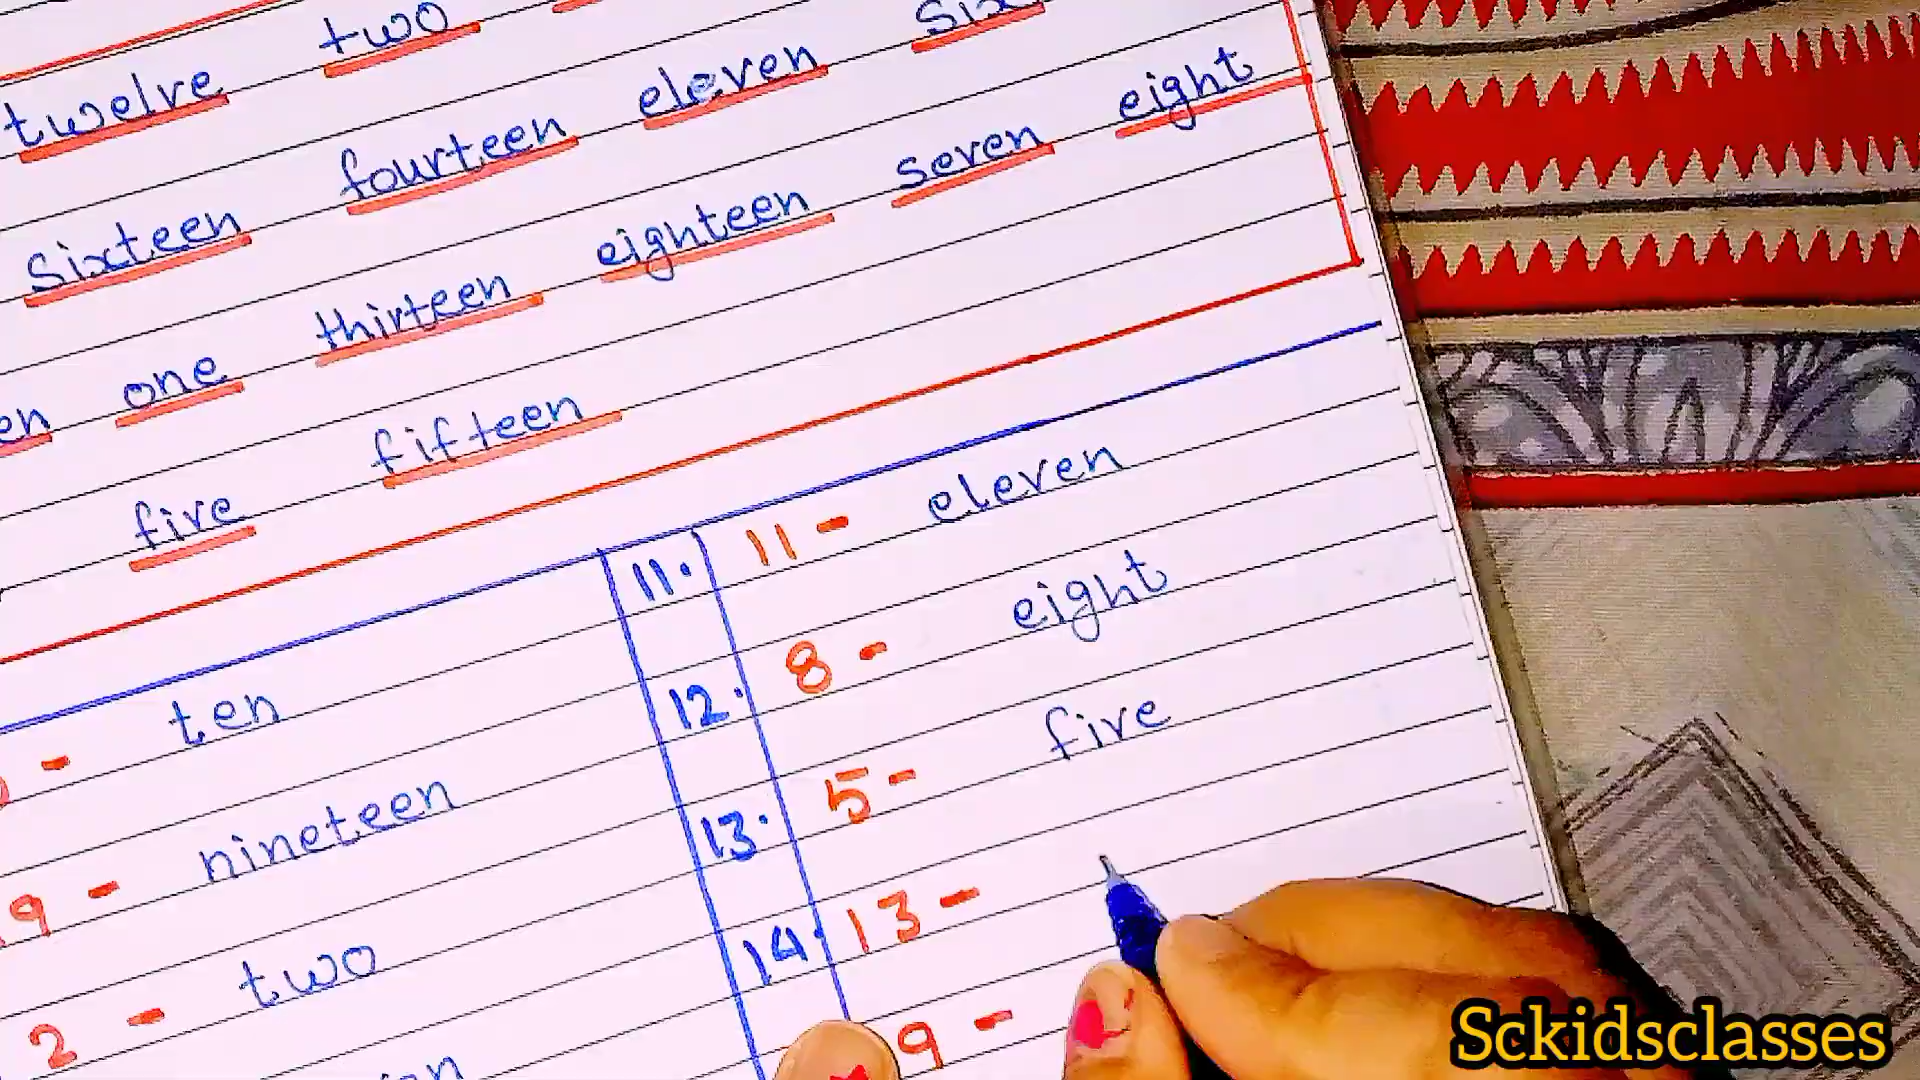 twelve two
fourteen eleven six
sixteen eighteen seven eight
one thirteen
five fifteen
ten
9 - nineteen
2 - two
11. 11 - eleven
12. 8 - eight
13. 5 - five
14. 13 -
9 -
Sckidsclasses